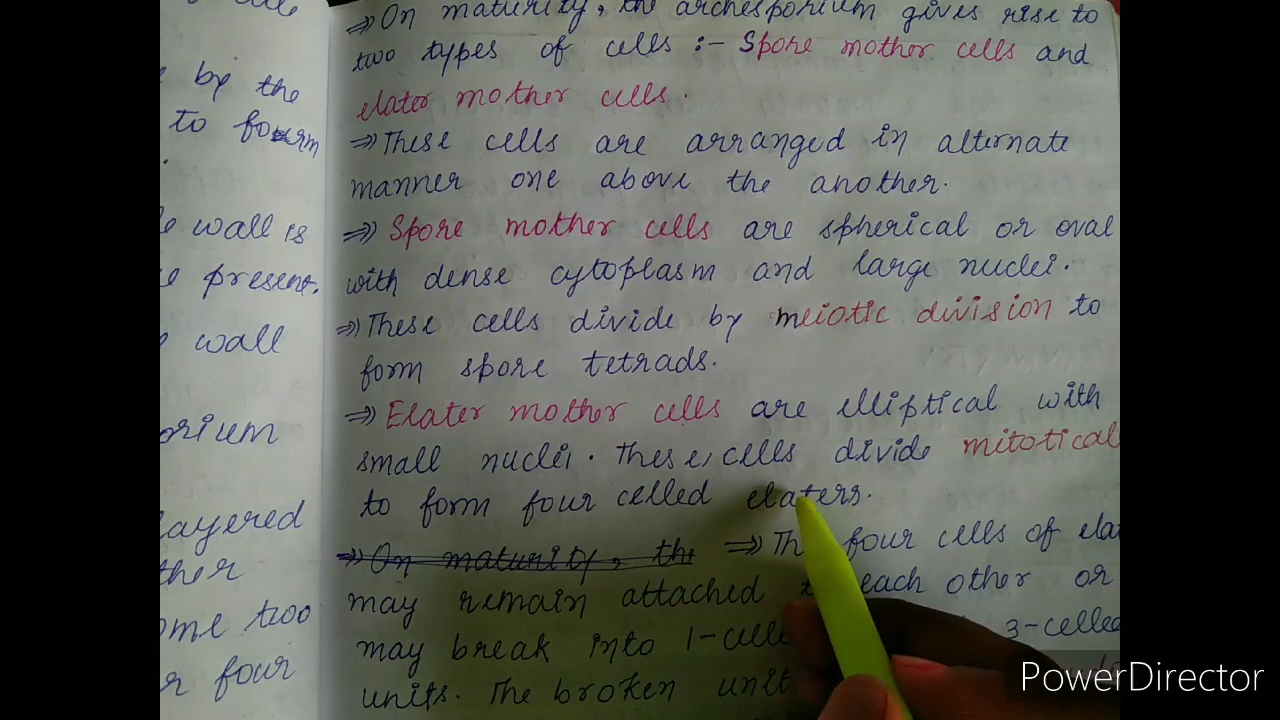 by the
to fourm
wall is
present.
wall
layered
two
four
⇒ On maturity, the archesporium gives rise to
two types of cells :- Spore mother cells and
elater mother cells.
⇒ These cells are arranged in alternate
manner one above the another.
⇒ Spore mother cells are spherical or oval
with dense cytoplasm and large nuclei.
⇒ These cells divide by meiotic division to
form spore tetrads.
⇒ Elater mother cells are elliptical with
small nuclei. These cells divide mitotical
to form four celled elaters.
⇒ On maturity, the ⇒ The four cells of ela
may remain attached to each other or
may break into 1-celle 3-celled
units. The broken unit
PowerDirector